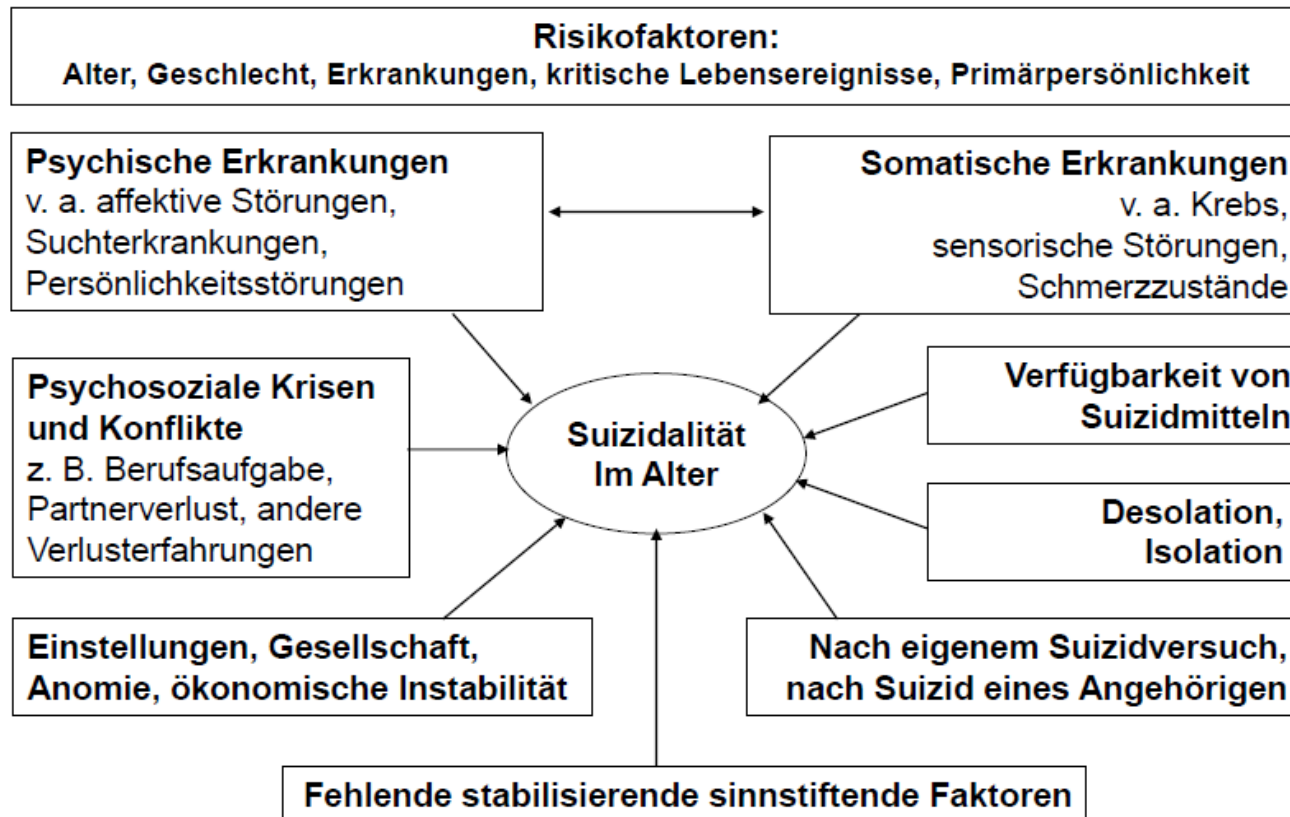 Risikofaktoren:
Alter, Geschlecht, Erkrankungen, kritische Lebensereignisse, Primärpersönlichkeit
Psychische Erkrankungen
v. a. affektive Störungen,
Suchterkrankungen,
Persönlichkeitsstörungen
Somatische Erkrankungen
v. a. Krebs,
sensorische Störungen,
Schmerzzustände
Psychosoziale Krisen
und Konflikte
z. B. Berufsaufgabe,
Partnerverlust, andere
Verlusterfahrungen
Suizidalität
Im Alter
Verfügbarkeit von
Suizidmitteln
Desolation,
Isolation
Einstellungen, Gesellschaft,
Anomie, ökonomische Instabilität
Nach eigenem Suizidversuch,
nach Suizid eines Angehörigen
Fehlende stabilisierende sinnstiftende Faktoren